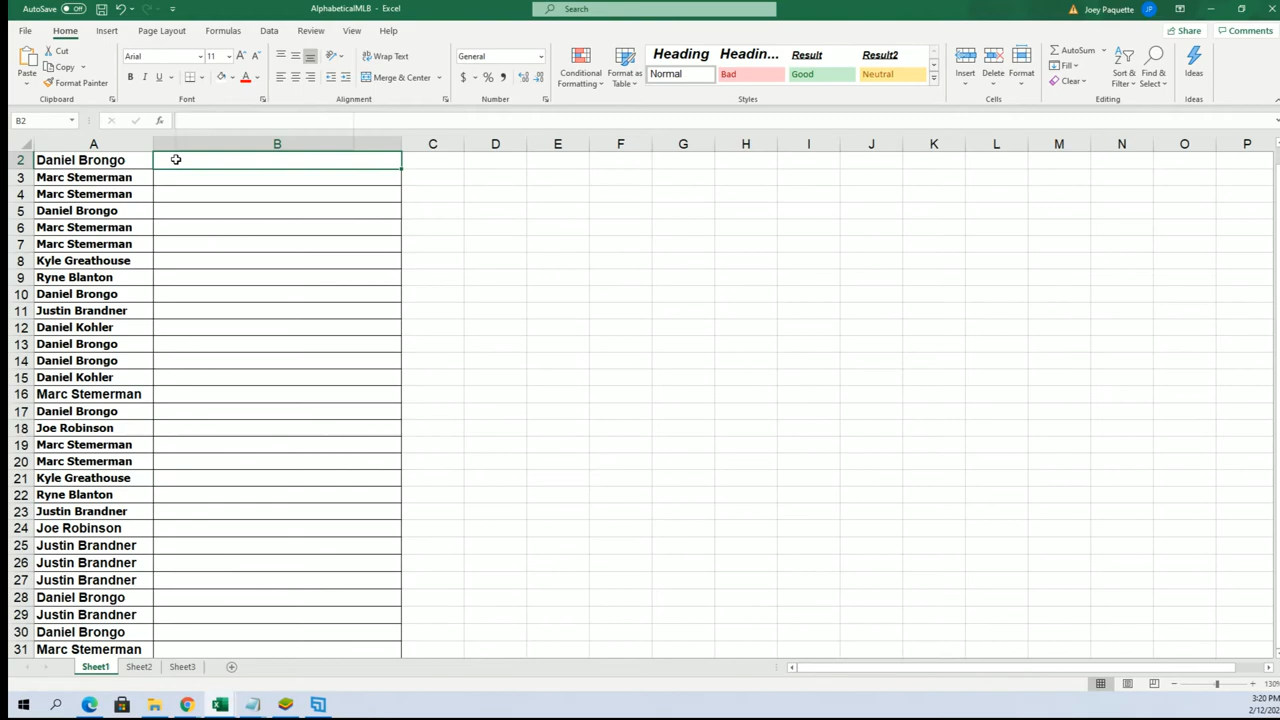 AutoSave Off AlphabeticalMLB - Excel Search Joey Paquette JP
File Home Insert Page Layout Formulas Data Review View Help Share Comments
Paste Cut Copy Format Painter Clipboard
Arial 11 B I U A A A Font
Wrap Text Merge & Center Alignment
General $ % Number
Conditional Formatting Format as Table
Heading Headin... Result Result2
Normal Bad Good Neutral
Styles
Insert Delete Format Cells
AutoSum Fill Clear Sort & Filter Find & Select Editing
Ideas Ideas
B2 fx
A B C D E F G H I J K L M N O P
2 Daniel Brongo
3 Marc Stemerman
4 Marc Stemerman
5 Daniel Brongo
6 Marc Stemerman
7 Marc Stemerman
8 Kyle Greathouse
9 Ryne Blanton
10 Daniel Brongo
11 Justin Brandner
12 Daniel Kohler
13 Daniel Brongo
14 Daniel Brongo
15 Daniel Kohler
16 Marc Stemerman
17 Daniel Brongo
18 Joe Robinson
19 Marc Stemerman
20 Marc Stemerman
21 Kyle Greathouse
22 Ryne Blanton
23 Justin Brandner
24 Joe Robinson
25 Justin Brandner
26 Justin Brandner
27 Justin Brandner
28 Daniel Brongo
29 Justin Brandner
30 Daniel Brongo
31 Marc Stemerman
Sheet1 Sheet2 Sheet3
130%
3:20 PM
2/12/202